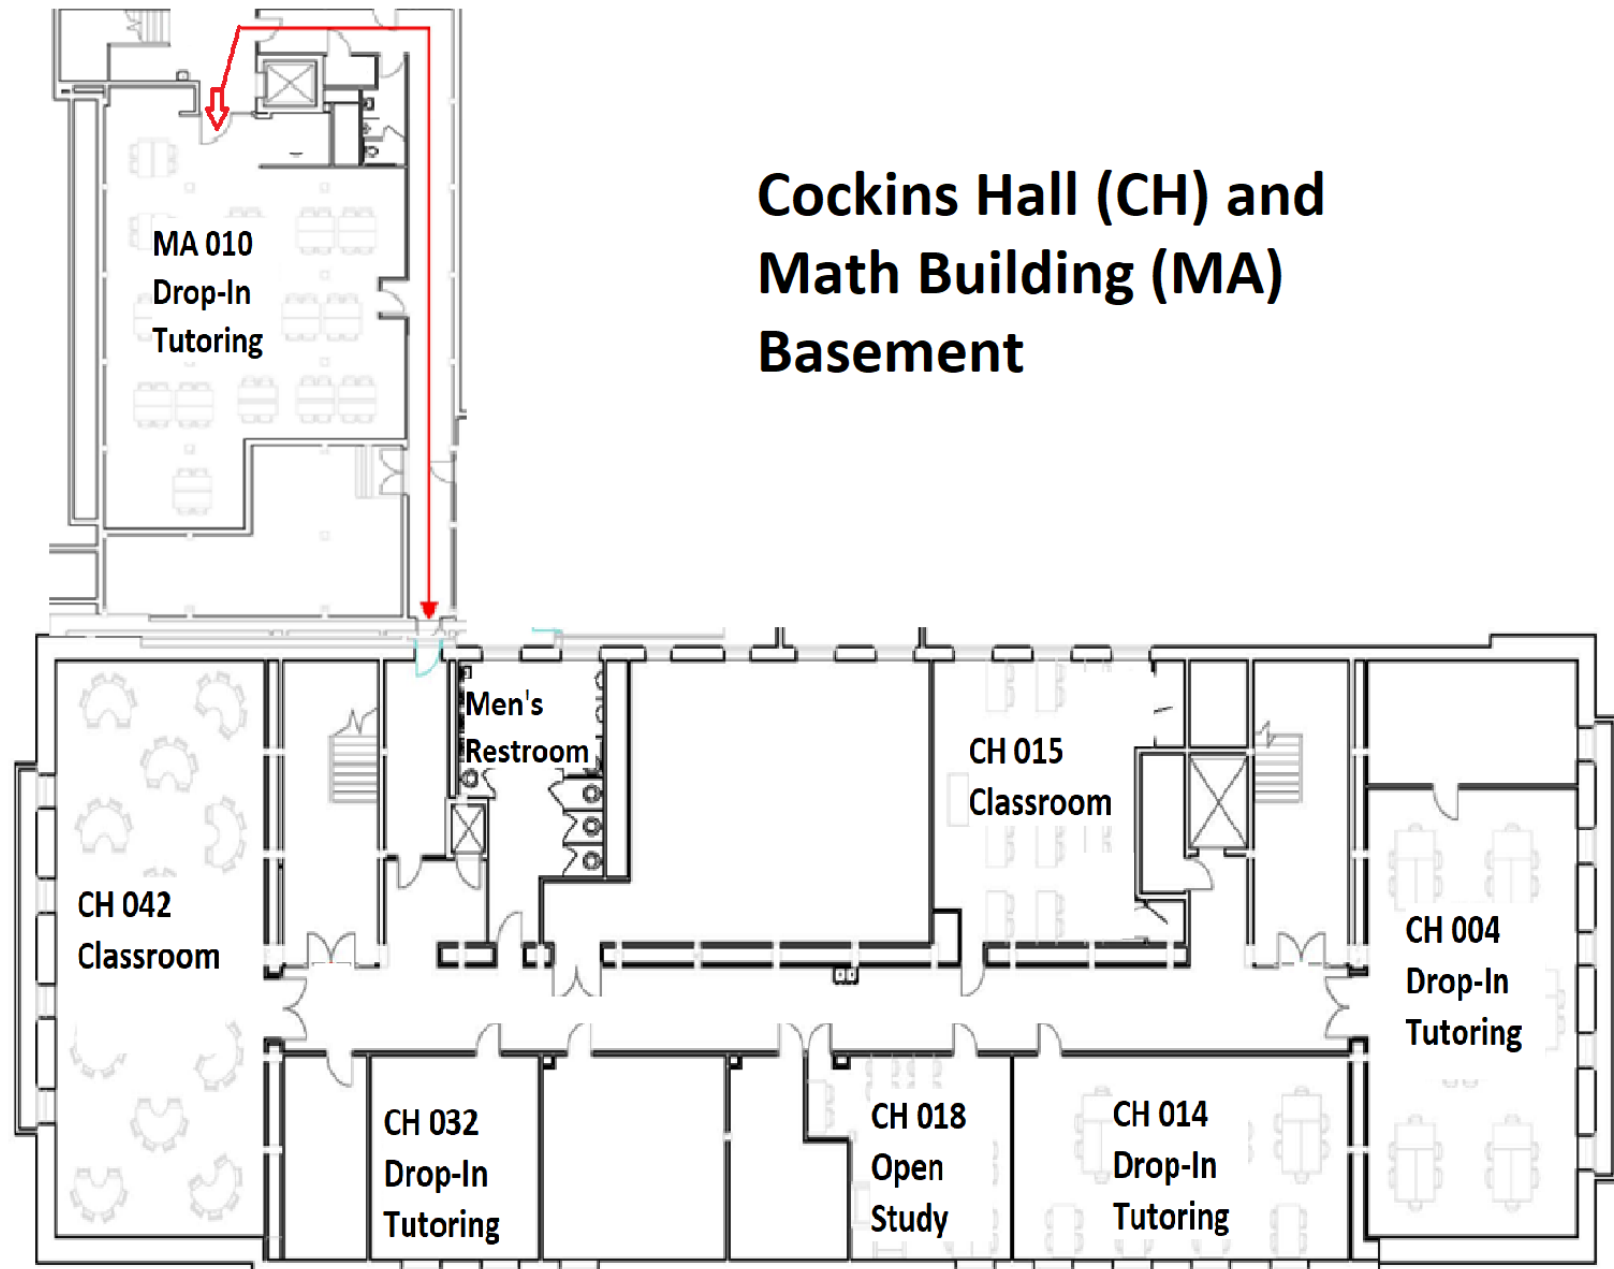 Cockins Hall (CH) and
Math Building (MA)
Basement
MA 010
Drop-In
Tutoring
Men's
Restroom
CH 015
Classroom
CH 042
Classroom
CH 004
Drop-In
Tutoring
CH 032
Drop-In
Tutoring
CH 018
Open
Study
CH 014
Drop-In
Tutoring